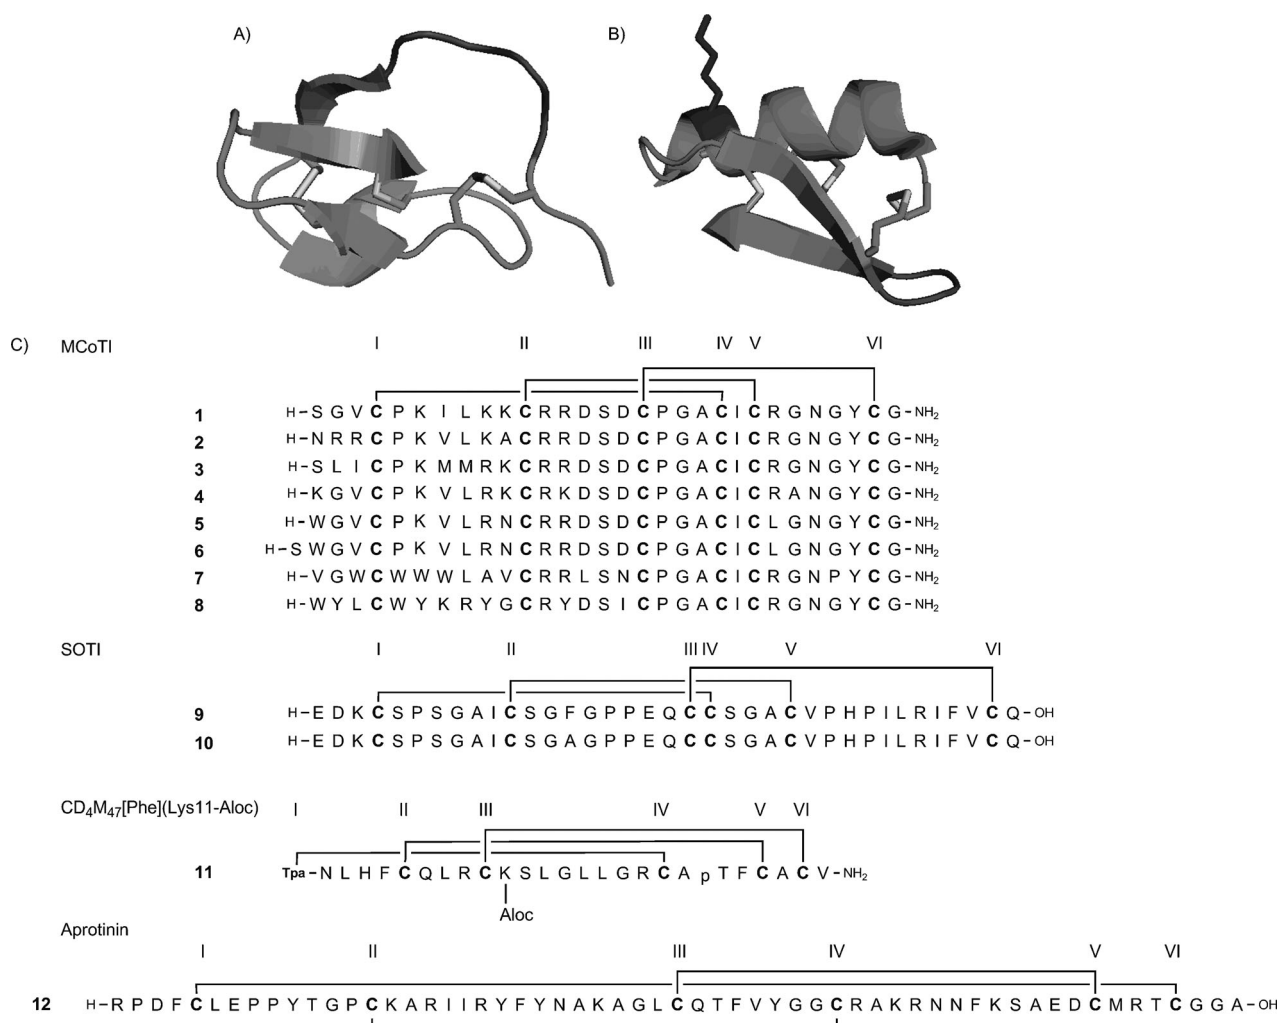 A) B)
C) MCoTI I II III IV V VI
1 H-SGVCPKILKKCRRDSDCPGACICRGNGYCG-NH₂
2 H-NRRCPKVLKACRRDSDCPGACICRGNGYCG-NH₂
3 H-SLICPKMMRKCRRDSDCPGACICRGNGYCG-NH₂
4 H-KGVCPKVLRKCRKDSDCPGACICRANGYCG-NH₂
5 H-WGVCPKVLRNCRRDSDCPGACICLGNGYCG-NH₂
6 H-SWGVCPKVLRNCRRDSDCPGACICLGNGYCG-NH₂
7 H-VGWCWWWLAVCRRLSNCPGACICRGNPYCG-NH₂
8 H-WYLCWYKRYGCRYDSICPGACICRGNGYCG-NH₂
SOTI I II III IV V VI
9 H-EDKCSPSGAICSGFGPPEQCCSGACVPHPILRIFVCQ-OH
10 H-EDKCSPSGAICSGAGPPEQCCSGACVPHPILRIFVCQ-OH
CD₄M₄₇[Phe](Lys11-Aloc) I II III IV V VI
11 Tpa-NLHFCQLRCKSLGLLGRCApTFCACV-NH₂
Aloc
Aprotinin
I II III IV V VI
12 H-RPDFCLEPPYTGPCKARIIRYFYNAKAGLCQTFVYGGCRAKRNNFKSAEDCMRTCGGA-OH